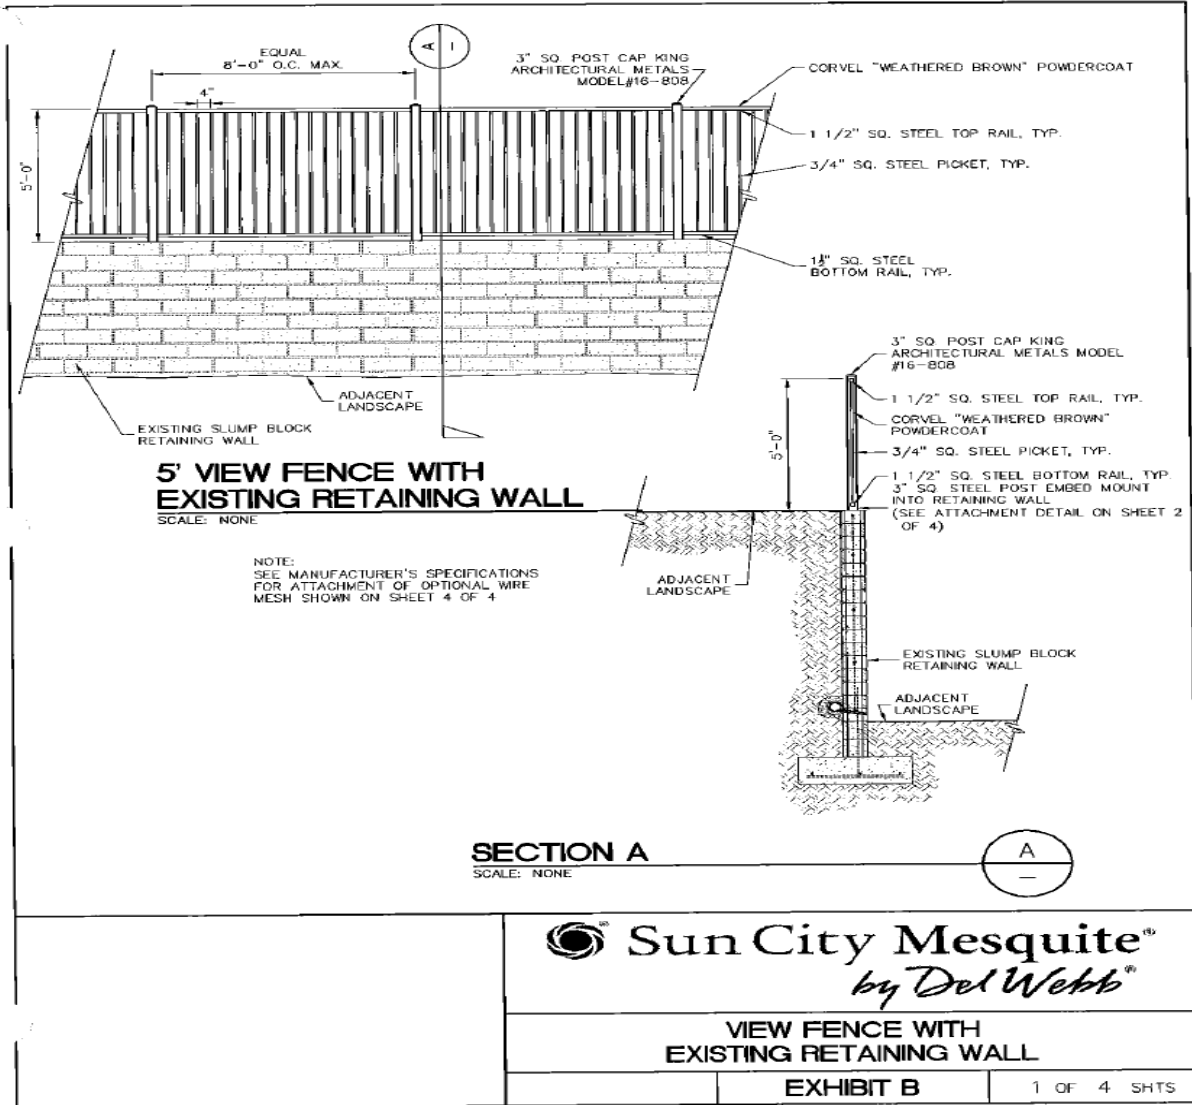 A
—
EQUAL
8'-0" O.C. MAX.
4"
5'-0"
3" SQ. POST CAP KING
ARCHITECTURAL METALS
MODEL#16-808
CORVEL "WEATHERED BROWN" POWDERCOAT
1 1/2" SQ. STEEL TOP RAIL, TYP.
3/4" SQ. STEEL PICKET, TYP.
1½" SQ. STEEL
BOTTOM RAIL, TYP.
ADJACENT
LANDSCAPE
EXISTING SLUMP BLOCK
RETAINING WALL
5' VIEW FENCE WITH
EXISTING RETAINING WALL
SCALE: NONE
NOTE:
SEE MANUFACTURER'S SPECIFICATIONS
FOR ATTACHMENT OF OPTIONAL WIRE
MESH SHOWN ON SHEET 4 OF 4
3" SQ. POST CAP KING
ARCHITECTURAL METALS MODEL
#16-808
1 1/2" SQ. STEEL TOP RAIL, TYP.
CORVEL "WEATHERED BROWN"
POWDERCOAT
3/4" SQ. STEEL PICKET, TYP.
1 1/2" SQ. STEEL BOTTOM RAIL, TYP.
3" SQ. STEEL POST EMBED MOUNT
INTO RETAINING WALL
(SEE ATTACHMENT DETAIL ON SHEET 2
OF 4)
5'-0"
ADJACENT
LANDSCAPE
EXISTING SLUMP BLOCK
RETAINING WALL
ADJACENT
LANDSCAPE
SECTION A
SCALE: NONE
A
—
Sun City Mesquite®
by Del Webb®
VIEW FENCE WITH
EXISTING RETAINING WALL
EXHIBIT B
1 OF 4 SHTS